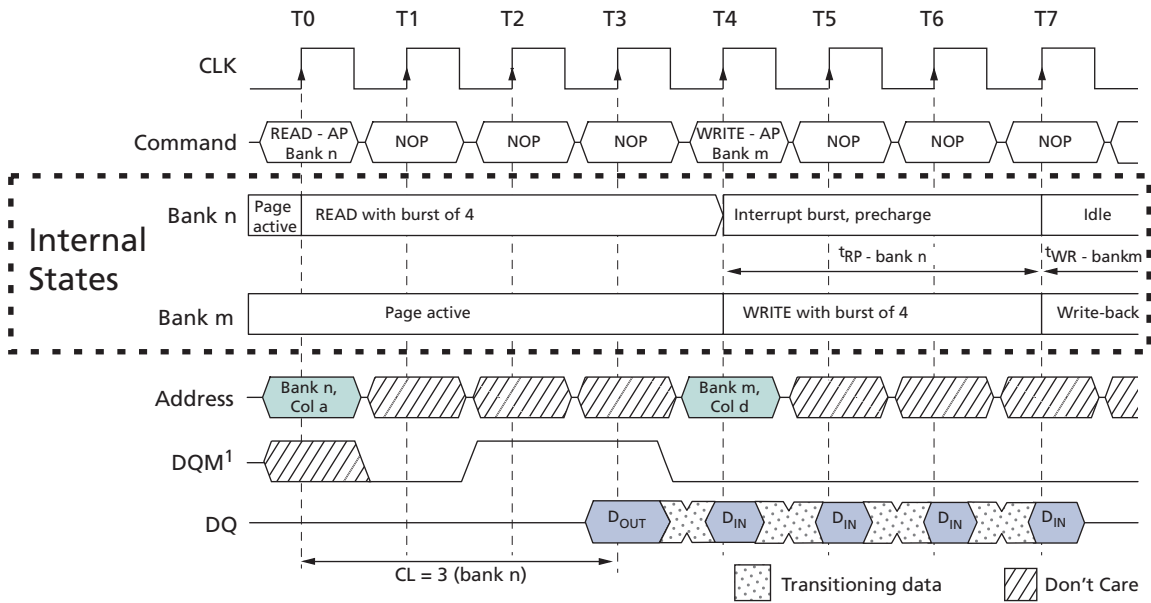 T0 T1 T2 T3 T4 T5 T6 T7
CLK
Command
READ - AP
Bank n
NOP
NOP
NOP
WRITE - AP
Bank m
NOP
NOP
NOP
Internal
States
Bank n
Page
active
READ with burst of 4
Interrupt burst, precharge
Idle
tRP - bank n
tWR - bankm
Bank m
Page active
WRITE with burst of 4
Write-back
Address
Bank n,
Col a
Bank m,
Col d
DQM1
DQ
DOUT
DIN
DIN
DIN
DIN
CL = 3 (bank n)
Transitioning data
Don't Care